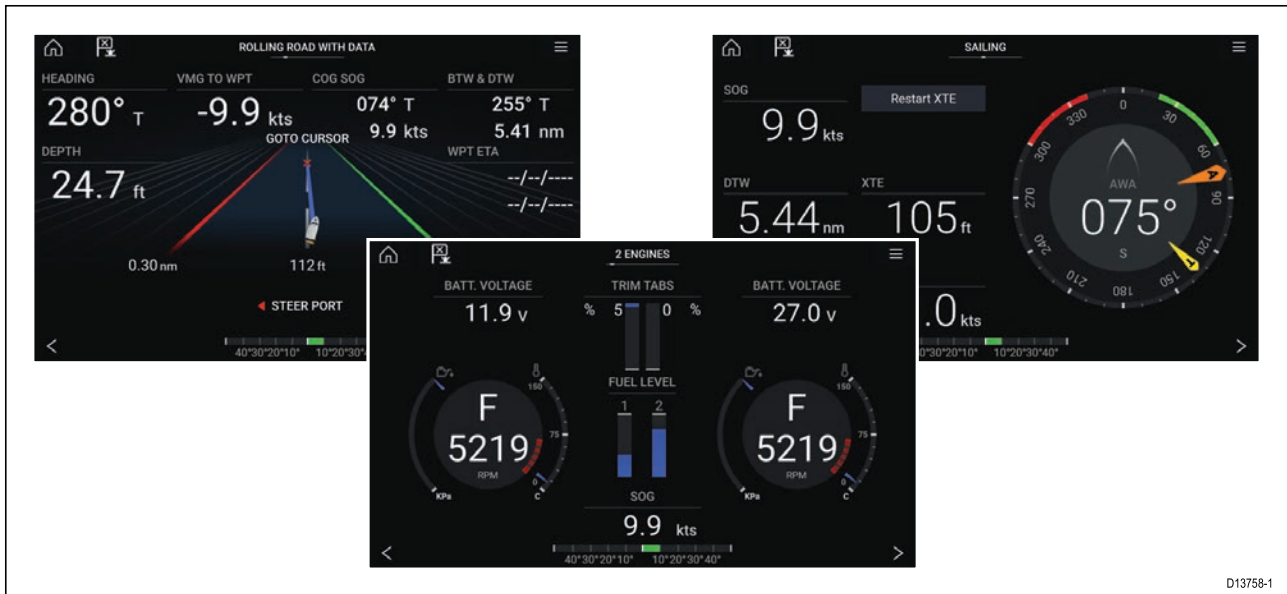 ROLLING ROAD WITH DATA
HEADING VMG TO WPT COG SOG BTW & DTW
280° T -9.9 kts 074° T 255° T
9.9 kts 5.41 nm
GOTO CURSOR
DEPTH WPT ETA
24.7 ft --/--/----
--/--/----
0.30 nm 112 ft
STEER PORT
40°30°20°10° 10°20°30°4
SAILING
SOG Restart XTE
9.9 kts
DTW XTE
5.44 nm 105 ft
.0 kts
0°30°20°10° 10°20°30°40°
0 30 60 90 120 150 180 210 240 270 300 330
A
AWA
075°
S
T
2 ENGINES
BATT. VOLTAGE TRIM TABS BATT. VOLTAGE
11.9 v % 5 0 % 27.0 v
FUEL LEVEL
1 2
F
5219
RPM
150
75
0
KPa C
F
5219
RPM
150
75
0
KPa C
SOG
9.9 kts
40°30°20°10° 10°20°30°40°
D13758-1